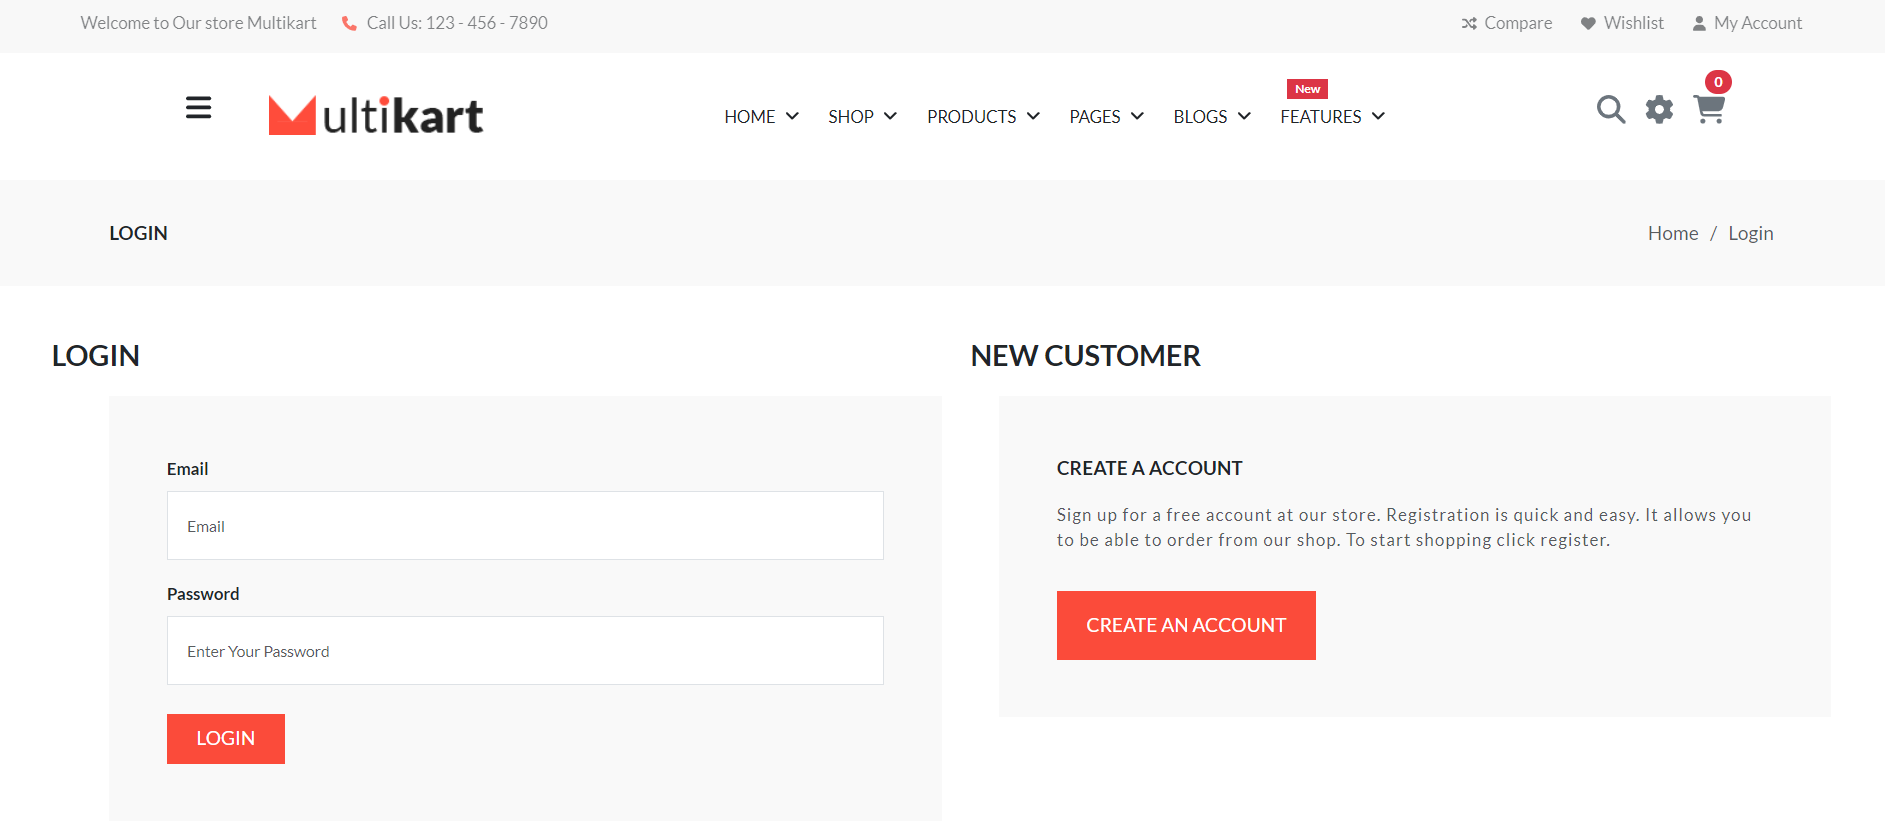 Welcome to Our store Multikart
Call Us: 123 - 456 - 7890
Compare
Wishlist
My Account
Multikart
HOME
SHOP
PRODUCTS
PAGES
BLOGS
New
FEATURES
0
LOGIN
Home / Login
LOGIN
Email
Email
Password
Enter Your Password
LOGIN
NEW CUSTOMER
CREATE A ACCOUNT
Sign up for a free account at our store. Registration is quick and easy. It allows you
to be able to order from our shop. To start shopping click register.
CREATE AN ACCOUNT